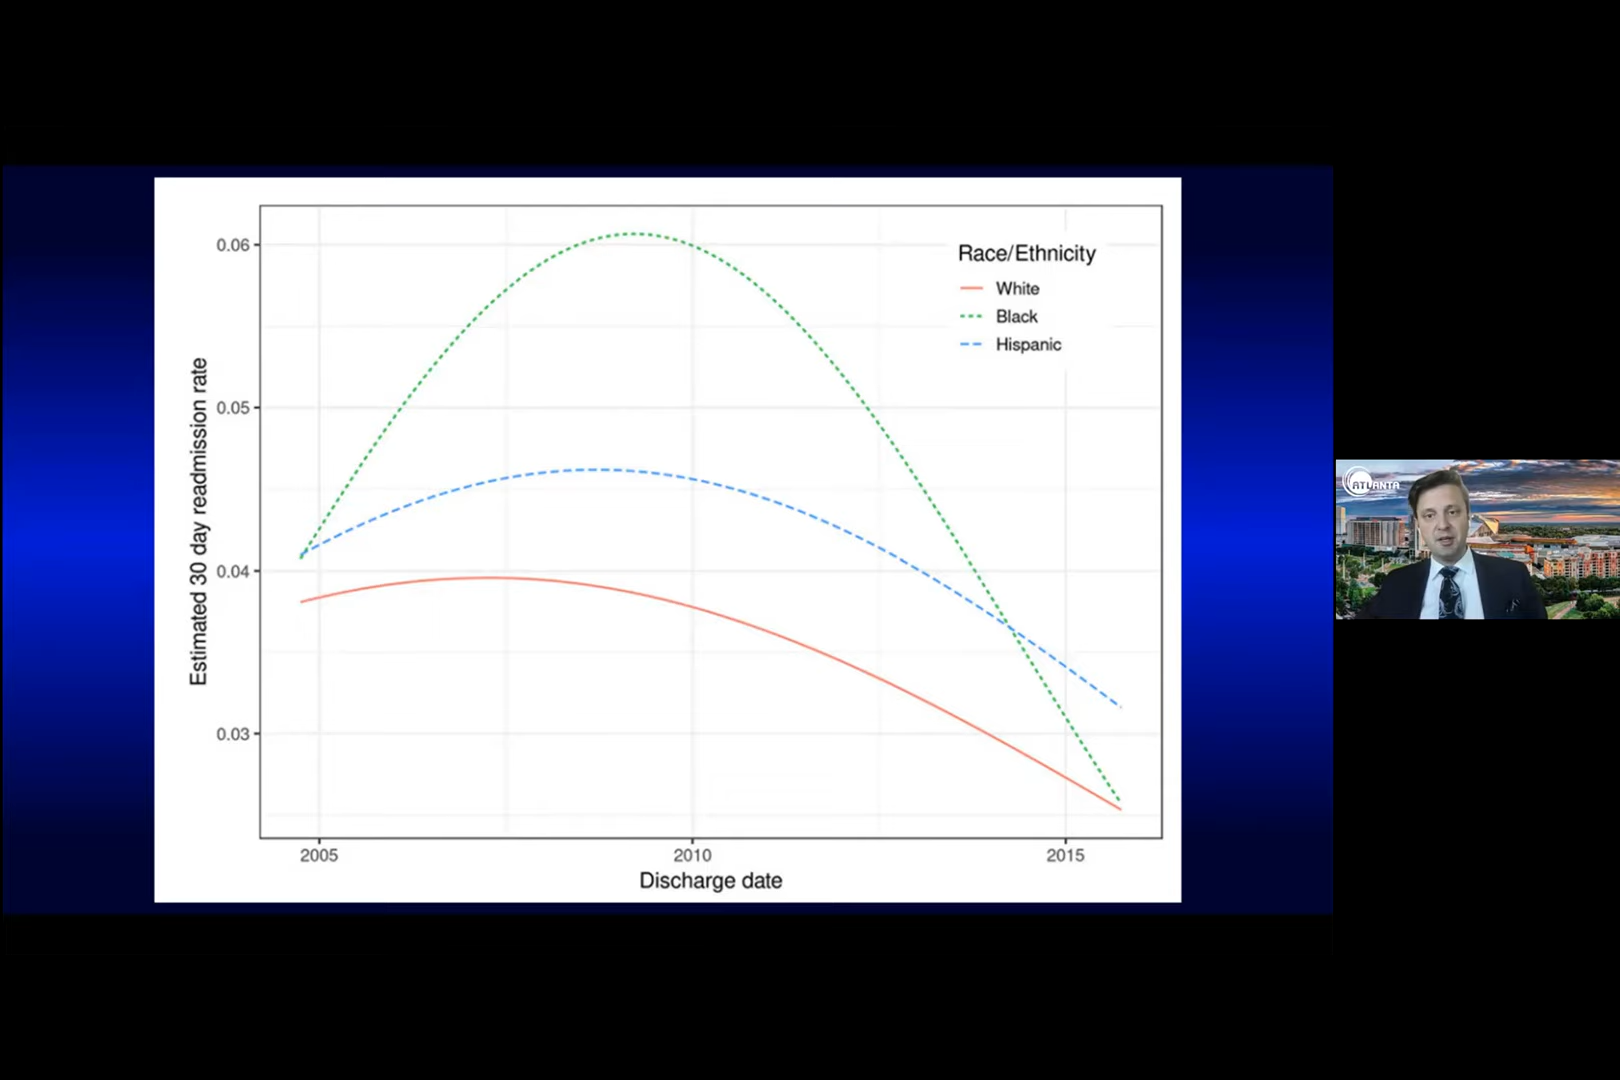 Race/Ethnicity
White
Black
Hispanic
0.06
0.05
0.04
0.03
Estimated 30 day readmission rate
2005 2010 2015
Discharge date
ATLANTA